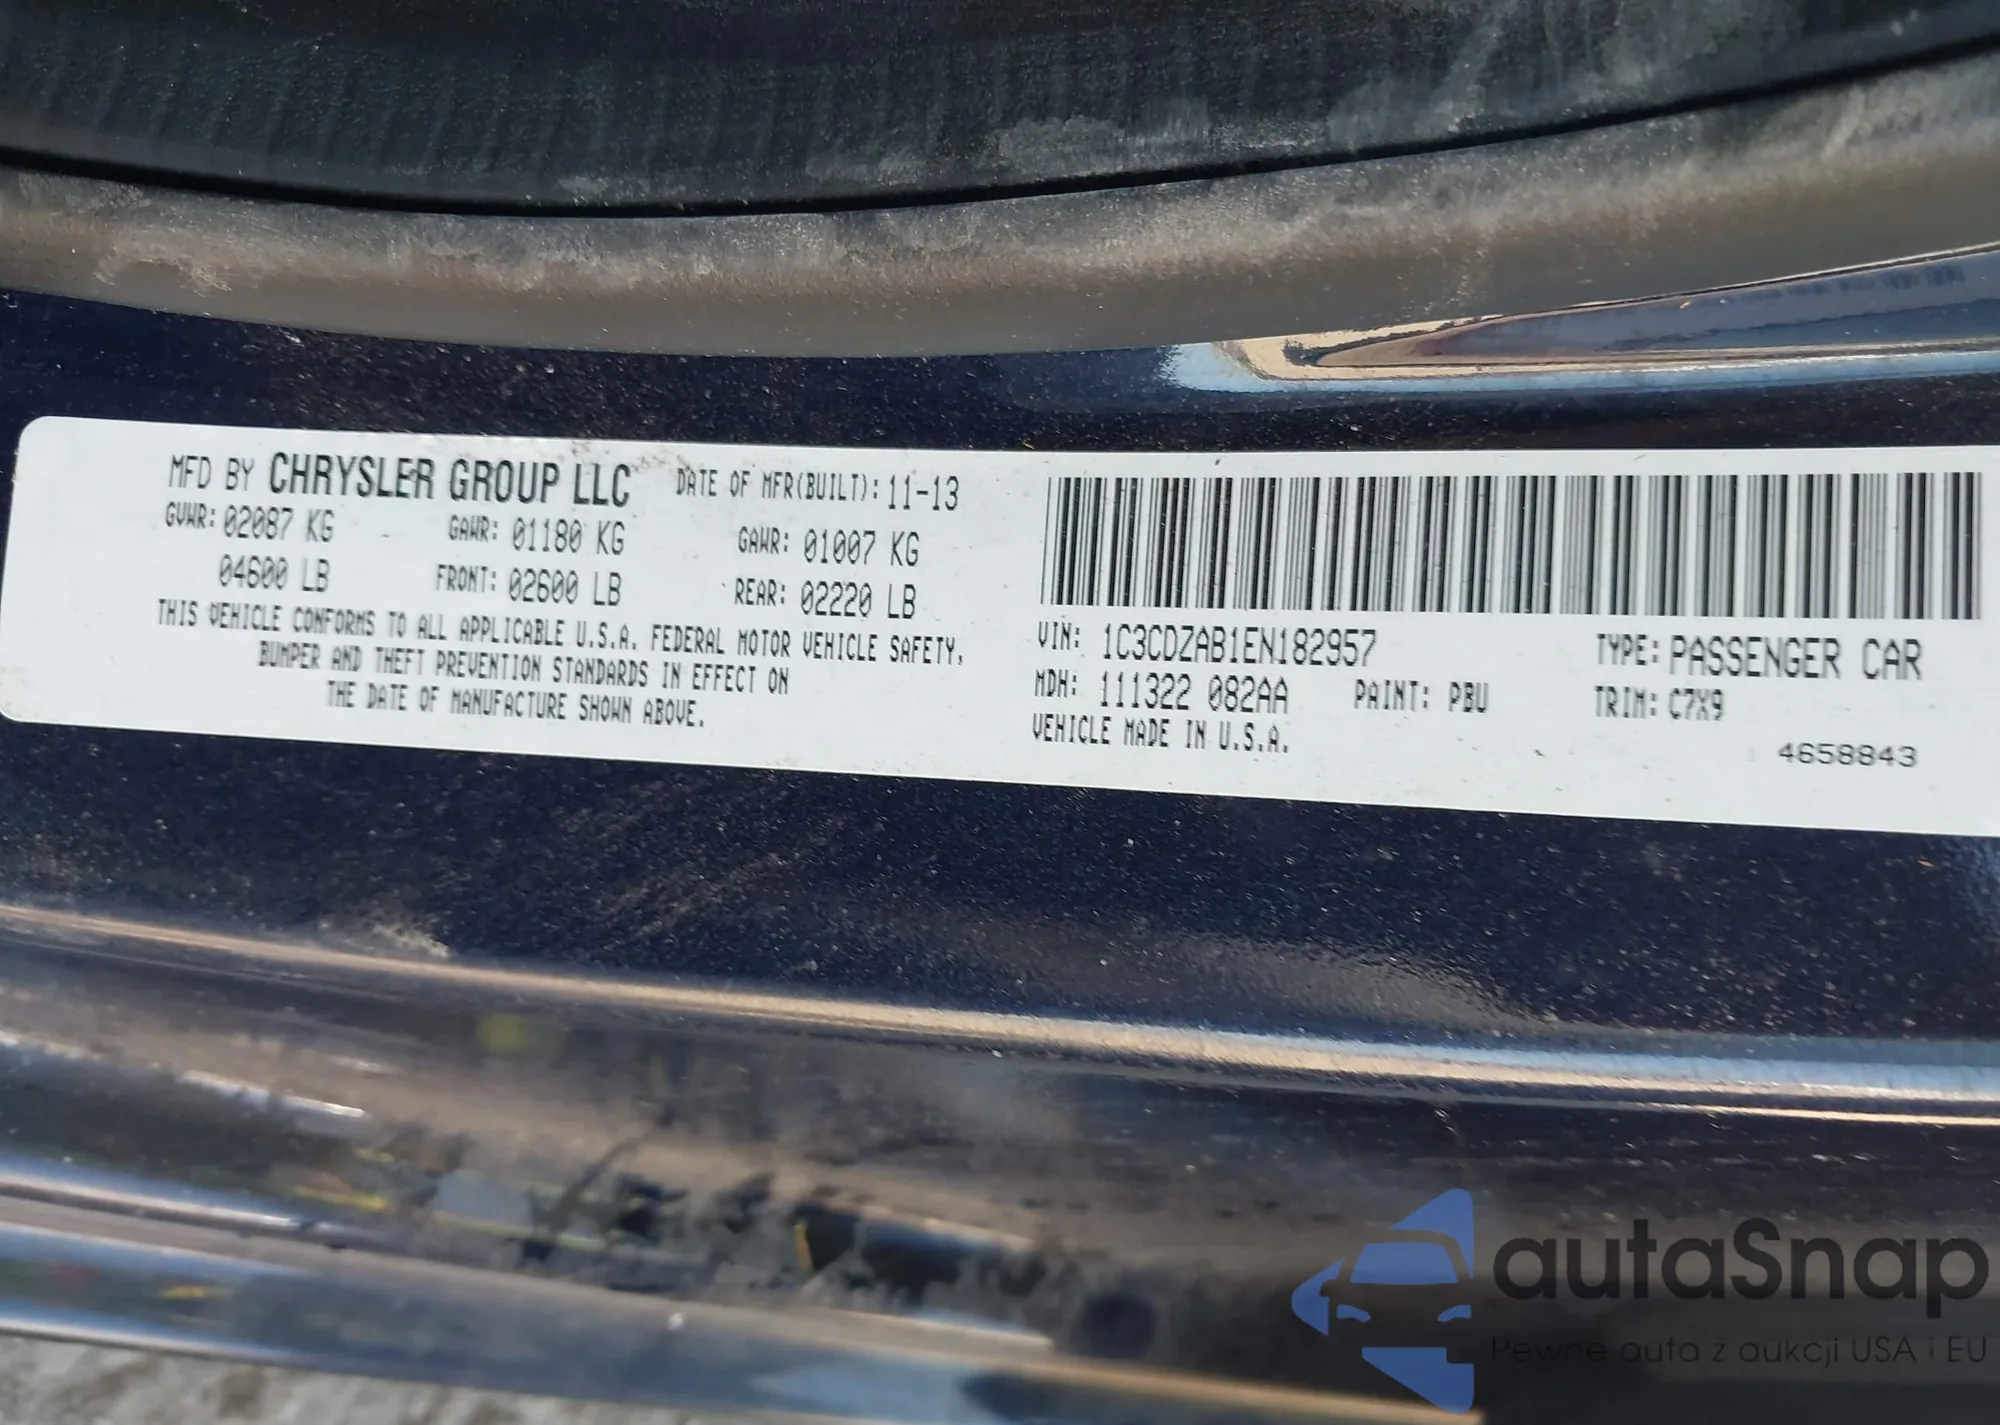 MFD BY CHRYSLER GROUP LLC DATE OF MFR(BUILT): 11-13
GVWR: 02087 KG GAWR: 01180 KG GAWR: 01007 KG
04600 LB FRONT: 02600 LB REAR: 02220 LB
THIS VEHICLE CONFORMS TO ALL APPLICABLE U.S.A. FEDERAL MOTOR VEHICLE SAFETY,
BUMPER AND THEFT PREVENTION STANDARDS IN EFFECT ON
THE DATE OF MANUFACTURE SHOWN ABOVE.
VIN: 1C3CDZAB1EN182957 TYPE: PASSENGER CAR
MDH: 111322 082AA PAINT: PBU TRIM: C7X9
VEHICLE MADE IN U.S.A.
4658843
autaSnap
Pewne auta z aukcji USA i EU